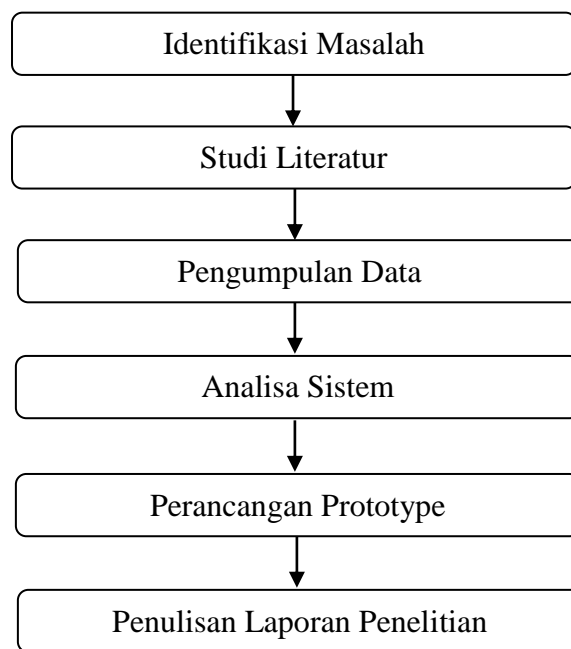 Identifikasi Masalah
Studi Literatur
Pengumpulan Data
Analisa Sistem
Perancangan Prototype
Penulisan Laporan Penelitian